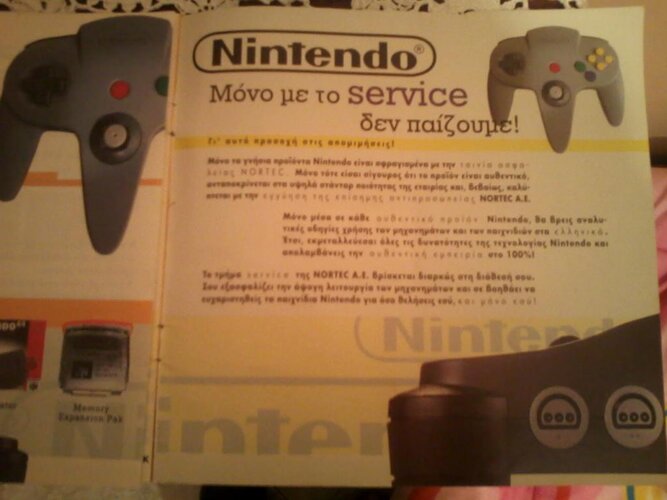 Nintendo®
Μόνο με το service
δεν παίζουμε!
Γι' αυτό προσοχή στις απομιμήσεις!
Μόνο τα γνήσια προϊόντα Nintendo είναι σφραγισμένα με την ταινία ασφα-
λείας NORTEC. Μόνο τότε είσαι σίγουρος ότι το προϊόν είναι αυθεντικό,
ανταποκρίνεται στα υψηλά στάνταρ ποιότητας της εταιρίας και, βεβαίως, καλύ-
πτεται με την εγγύηση της επίσημης αντιπροσωπείας NORTEC A.E.
Μόνο μέσα σε κάθε αυθεντικό προϊόν Nintendo, θα βρεις αναλυ-
τικές οδηγίες χρήσης των μηχανημάτων και των παιχνιδιών στα ελληνικά.
Έτσι, εκμεταλλεύεσαι όλες τις δυνατότητες της τεχνολογίας Nintendo και
απολαμβάνεις την αυθεντική εμπειρία στο 100%!
Το τμήμα service της NORTEC A.E. βρίσκεται διαρκώς στη διάθεσή σου.
Σου εξασφαλίζει την άψογη λειτουργία των μηχανημάτων και σε βοηθάει να
ευχαριστηθείς τα παιχνίδια Nintendo για όσο θελήσεις εσύ, και μόνο εσύ!
Nintendo
Memory
Expansion Pak
Ninten
K